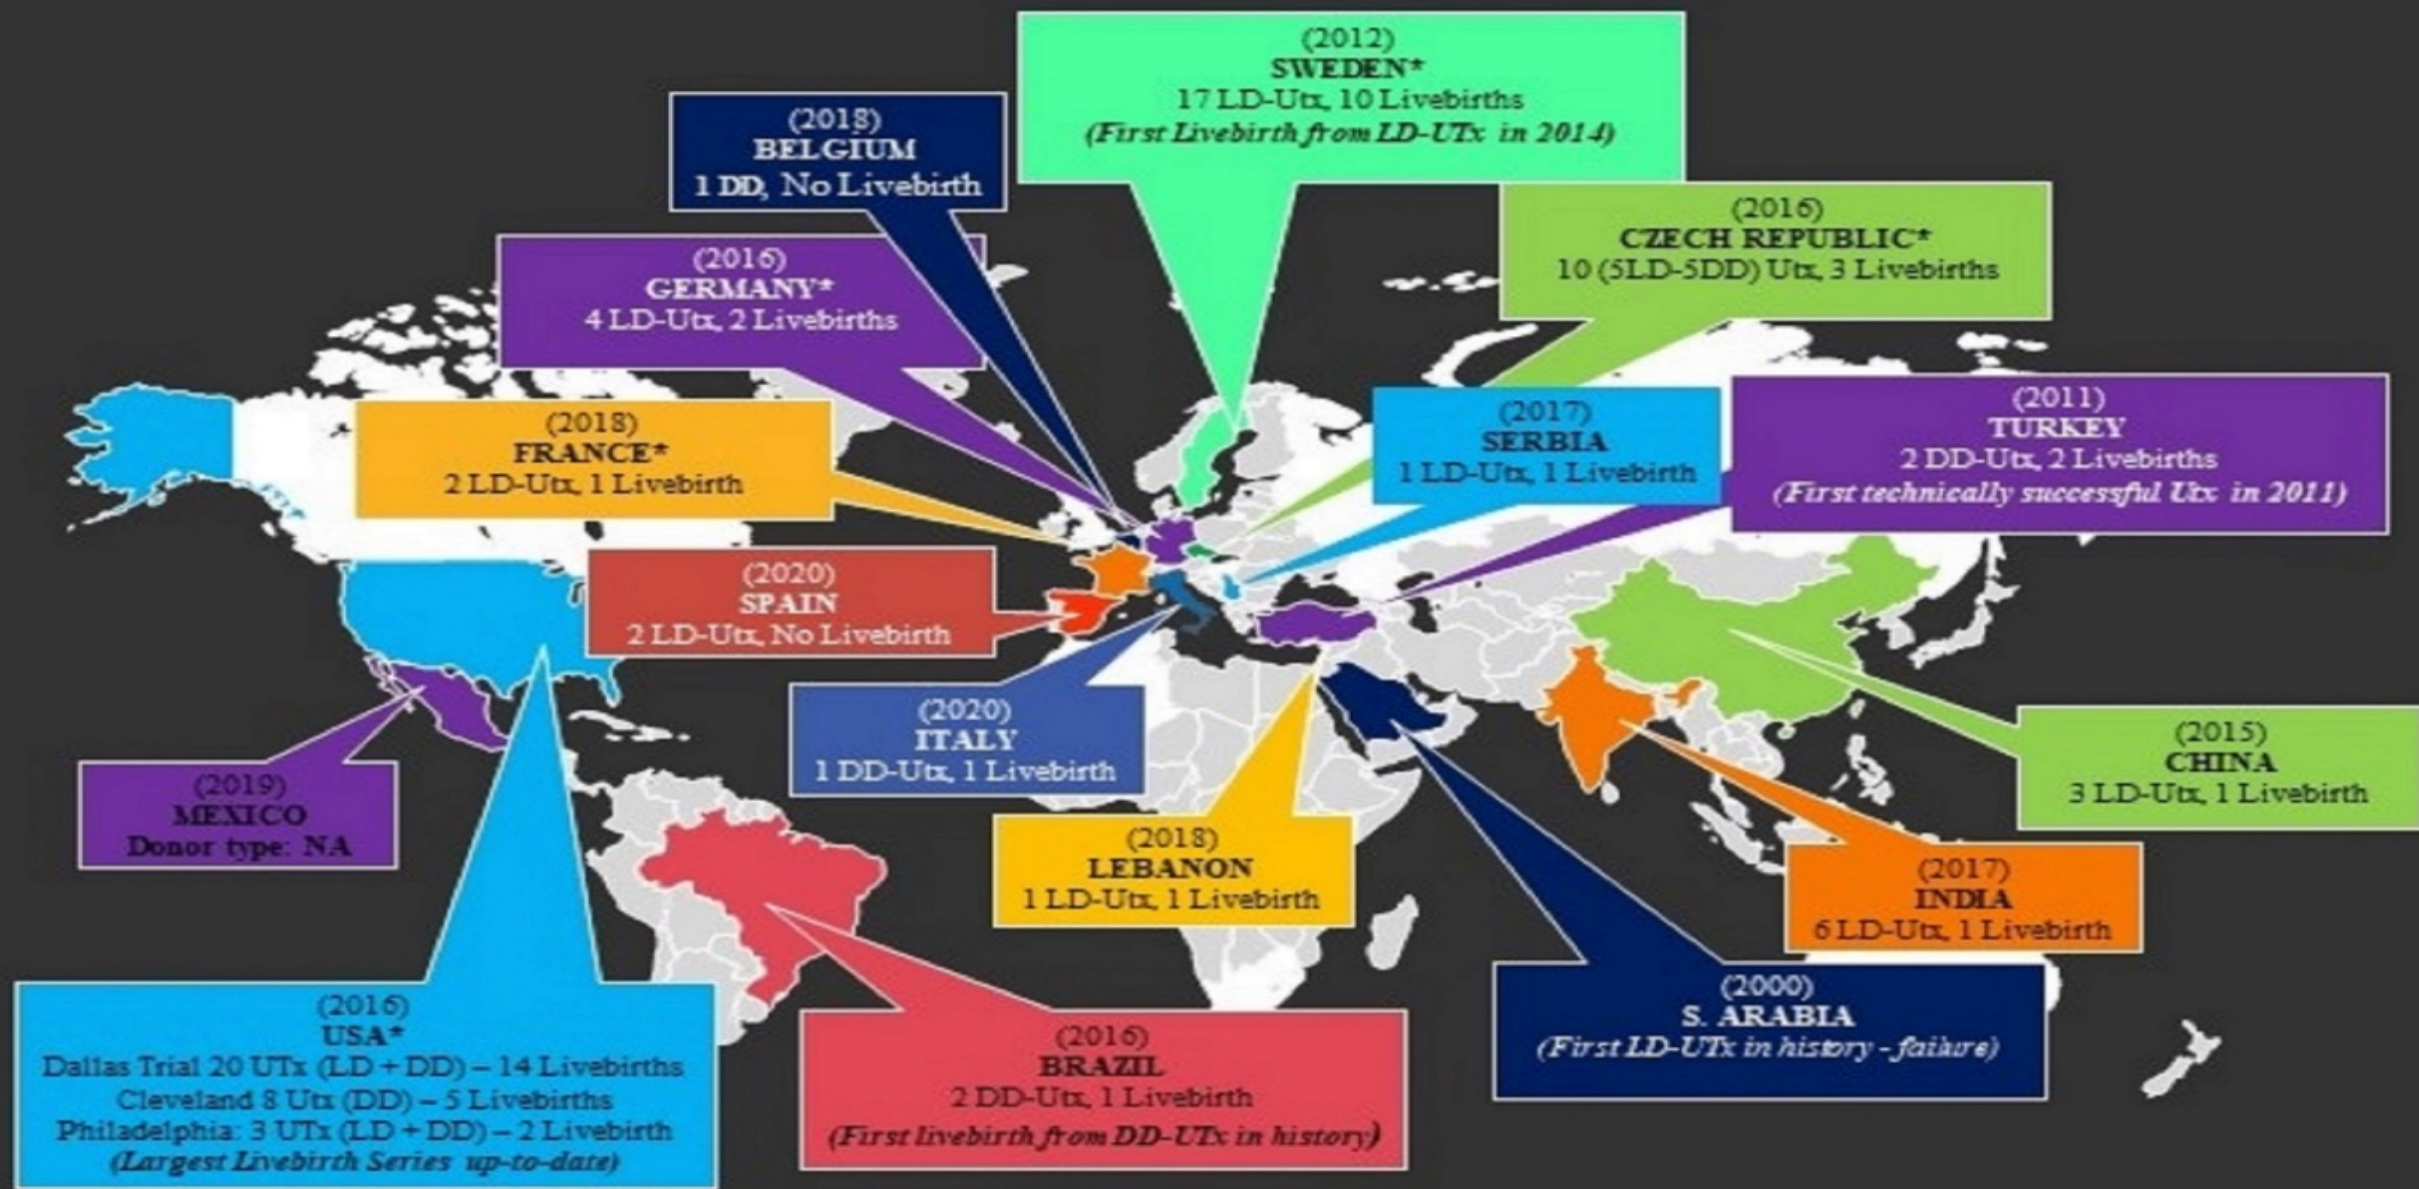 (2012)
SWEDEN*
17 LD-Utx, 10 Livebirths
(First Livebirth from LD-UTx in 2014)
(2018)
BELGIUM
1 DD, No Livebirth
(2016)
CZECH REPUBLIC*
10 (5LD-5DD) Utx, 3 Livebirths
(2016)
GERMANY*
4 LD-Utx, 2 Livebirths
(2018)
FRANCE*
2 LD-Utx, 1 Livebirth
(2017)
SERBIA
1 LD-Utx, 1 Livebirth
(2011)
TURKEY
2 DD-Utx, 2 Livebirths
(First technically successful Utx in 2011)
(2020)
SPAIN
2 LD-Utx, No Livebirth
(2020)
ITALY
1 DD-Utx, 1 Livebirth
(2015)
CHINA
3 LD-Utx, 1 Livebirth
(2019)
MEXICO
Donor type: NA
(2018)
LEBANON
1 LD-Utx, 1 Livebirth
(2017)
INDIA
6 LD-Utx, 1 Livebirth
(2016)
USA*
Dallas Trial 20 UTx (LD + DD) – 14 Livebirths
Cleveland 8 Utx (DD) – 5 Livebirths
Philadelphia: 3 UTx (LD + DD) – 2 Livebirth
(Largest Livebirth Series up-to-date)
(2016)
BRAZIL
2 DD-Utx, 1 Livebirth
(First livebirth from DD-UTx in history)
(2000)
S. ARABIA
(First LD-UTx in history - failure)